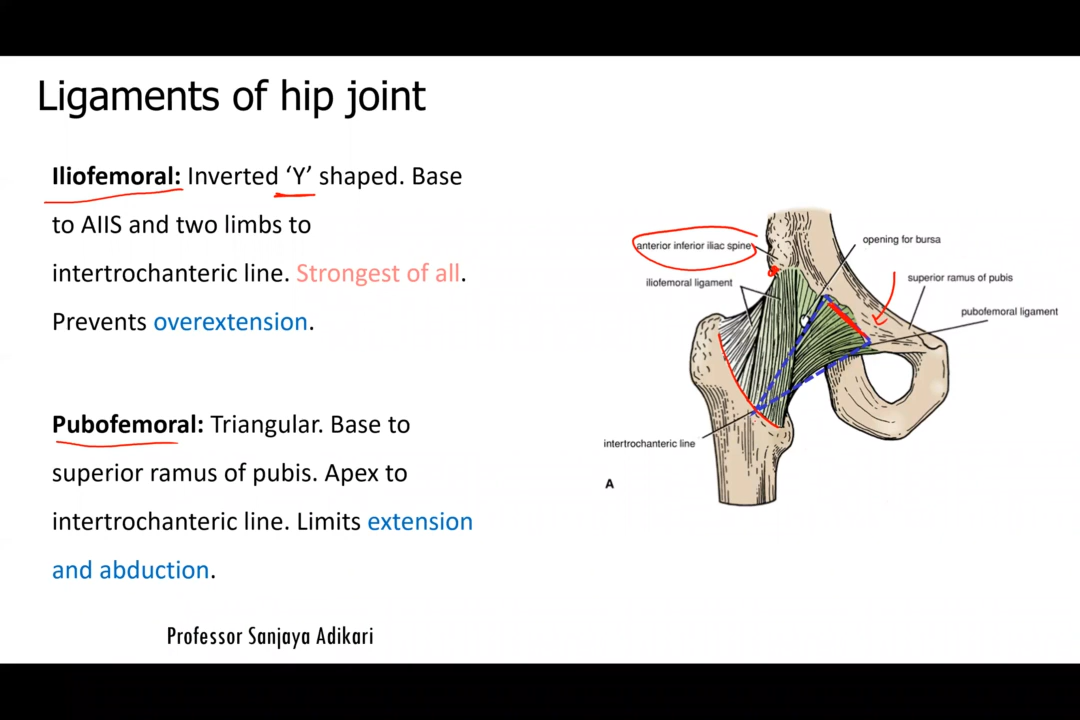 Ligaments of hip joint
Iliofemoral: Inverted ‘Y’ shaped. Base
to AIIS and two limbs to
intertrochanteric line. Strongest of all.
Prevents overextension.
Pubofemoral: Triangular. Base to
superior ramus of pubis. Apex to
intertrochanteric line. Limits extension
and abduction.
Professor Sanjaya Adikari
anterior inferior iliac spine
opening for bursa
iliofemoral ligament
superior ramus of pubis
pubofemoral ligament
intertrochanteric line
A